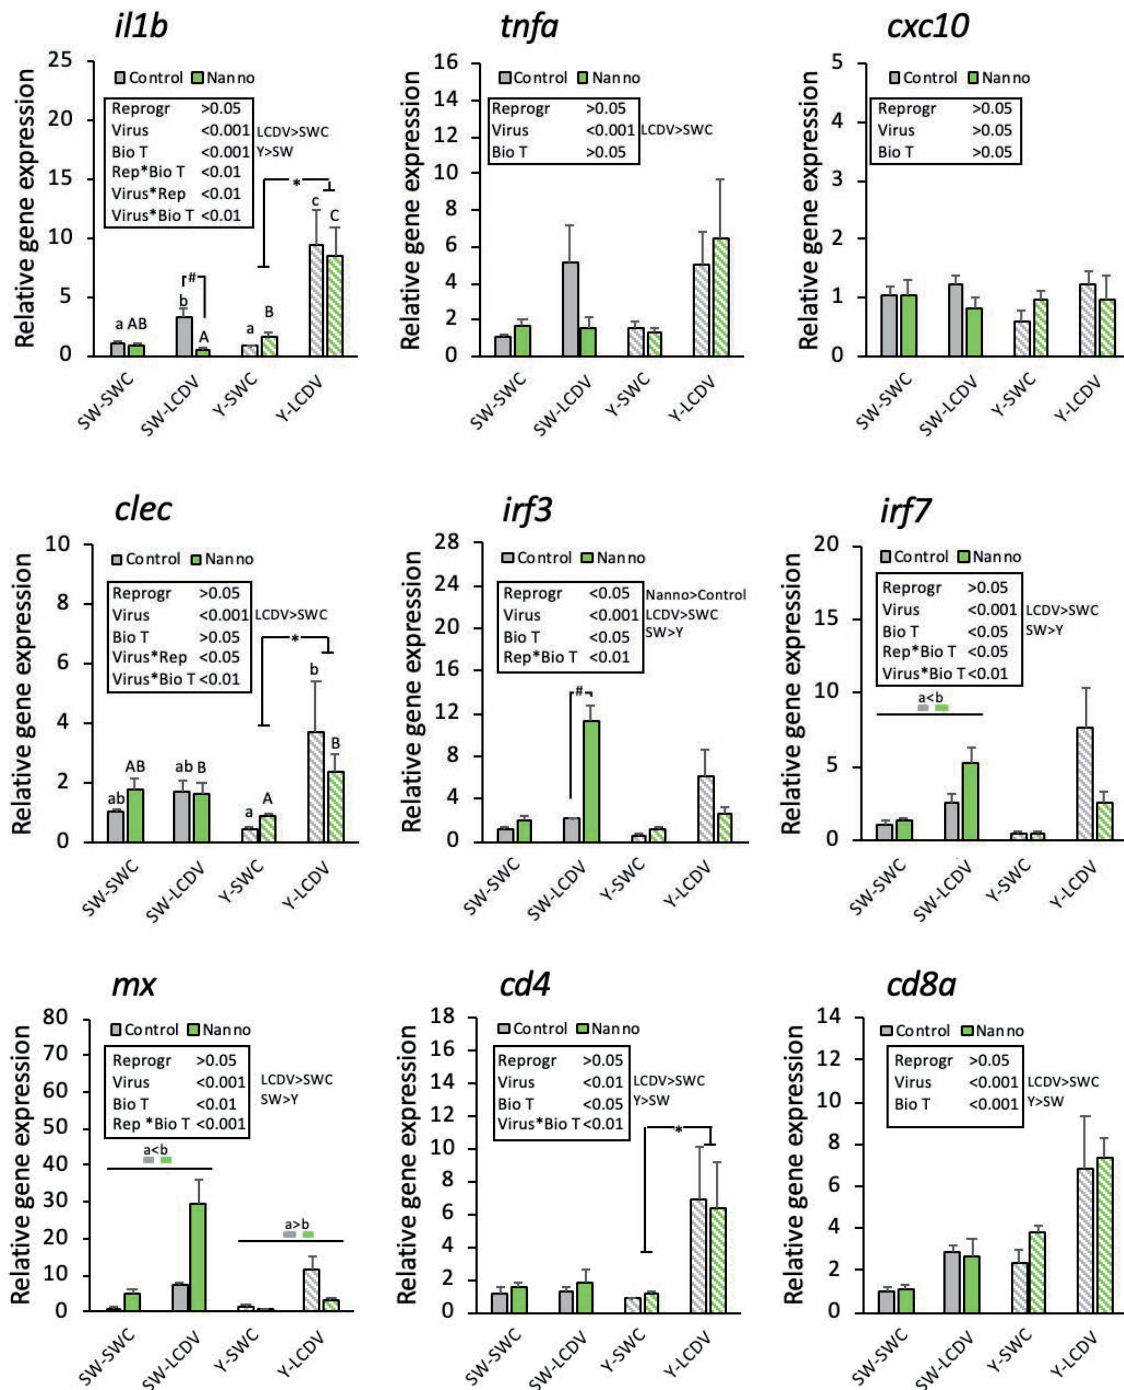 il1b
25
20
15
10
5
0
Relative gene expression
Control Nanno
Reprogr >0.05
Virus <0.001 LCDV>SWC
Bio T <0.001 Y>SW
Rep*Bio T <0.01
Virus*Rep <0.01
Virus*Bio T <0.01
*
c C
#
b
a AB A a B
SW-SWC
SW-LCDV
Y-SWC
Y-LCDV
tnfa
16
14
12
10
8
6
4
2
0
Relative gene expression
Control Nanno
Reprogr >0.05
Virus <0.001 LCDV>SWC
Bio T >0.05
SW-SWC
SW-LCDV
Y-SWC
Y-LCDV
cxc10
5
4
3
2
1
0
Relative gene expression
Control Nanno
Reprogr >0.05
Virus >0.05
Bio T >0.05
SW-SWC
SW-LCDV
Y-SWC
Y-LCDV
clec
10
8
6
4
2
0
Relative gene expression
Control Nanno
Reprogr >0.05
Virus <0.001 LCDV>SWC
Bio T >0.05
Virus*Rep <0.05
Virus*Bio T <0.01
*
b
B
ab AB ab B a A
SW-SWC
SW-LCDV
Y-SWC
Y-LCDV
irf3
28
24
20
16
12
8
4
0
Relative gene expression
Control Nanno
Reprogr <0.05 Nanno>Control
Virus <0.001 LCDV>SWC
Bio T <0.05 SW>Y
Rep*Bio T <0.01
#
SW-SWC
SW-LCDV
Y-SWC
Y-LCDV
irf7
20
15
10
5
0
Relative gene expression
Control Nanno
Reprogr >0.05
Virus <0.001 LCDV>SWC
Bio T <0.05 SW>Y
Rep*Bio T <0.05
Virus*Bio T <0.01
a<b
SW-SWC
SW-LCDV
Y-SWC
Y-LCDV
mx
80
70
60
50
40
30
20
10
0
Relative gene expression
Control Nanno
Reprogr >0.05
Virus <0.001 LCDV>SWC
Bio T <0.01 SW>Y
Rep *Bio T <0.001
a<b
a>b
SW-SWC
SW-LCDV
Y-SWC
Y-LCDV
cd4
18
16
14
12
10
8
6
4
2
0
Relative gene expression
Control Nanno
Reprogr >0.05
Virus <0.01 LCDV>SWC
Bio T <0.05 Y>SW
Virus*Bio T <0.01
*
SW-SWC
SW-LCDV
Y-SWC
Y-LCDV
cd8a
14
12
10
8
6
4
2
0
Relative gene expression
Control Nanno
Reprogr >0.05
Virus <0.001 LCDV>SWC
Bio T <0.001 Y>SW
SW-SWC
SW-LCDV
Y-SWC
Y-LCDV